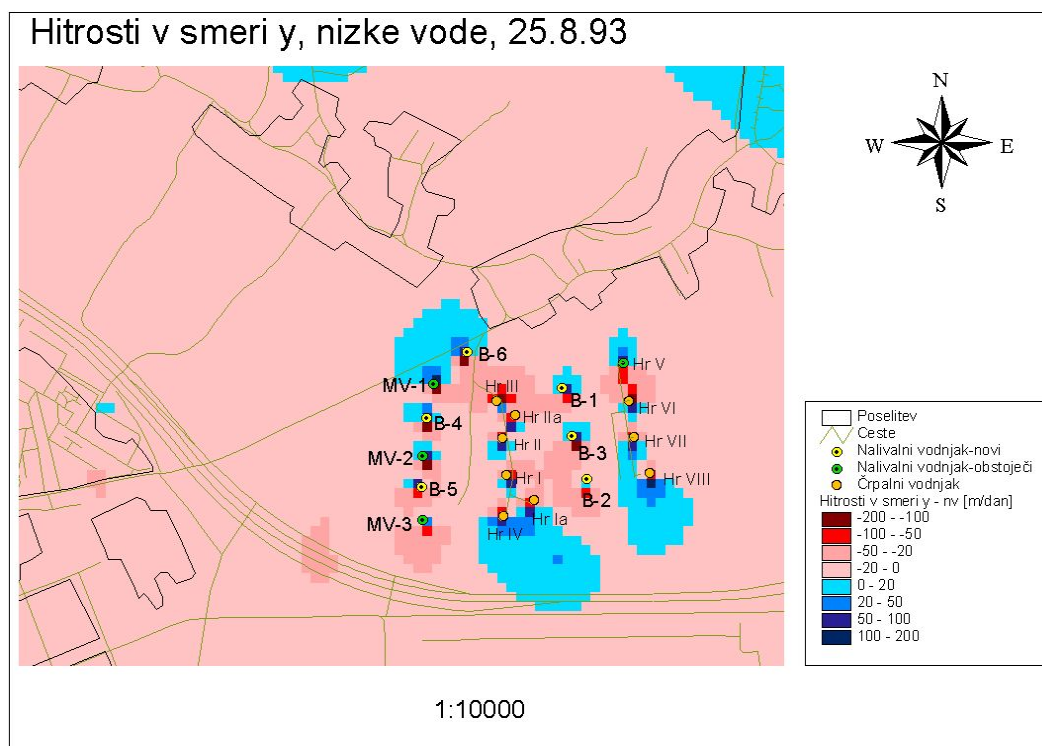 Hitrosti v smeri y, nizke vode, 25.8.93
N
W
E
S
B-6
MV-1
Hr III
B-1
Hr V
Hr IIa
Hr VI
B-4
Hr II
B-3
Hr VII
MV-2
Hr I
B-2
Hr VIII
B-5
Hr Ia
MV-3
Hr IV
Poselitev
Ceste
Nalivalni vodnjak-novi
Nalivalni vodnjak-obstoječi
Črpalni vodnjak
Hitrosti v smeri y - nv [m/dan]
-200 - -100
-100 - -50
-50 - -20
-20 - 0
0 - 20
20 - 50
50 - 100
100 - 200
1:10000